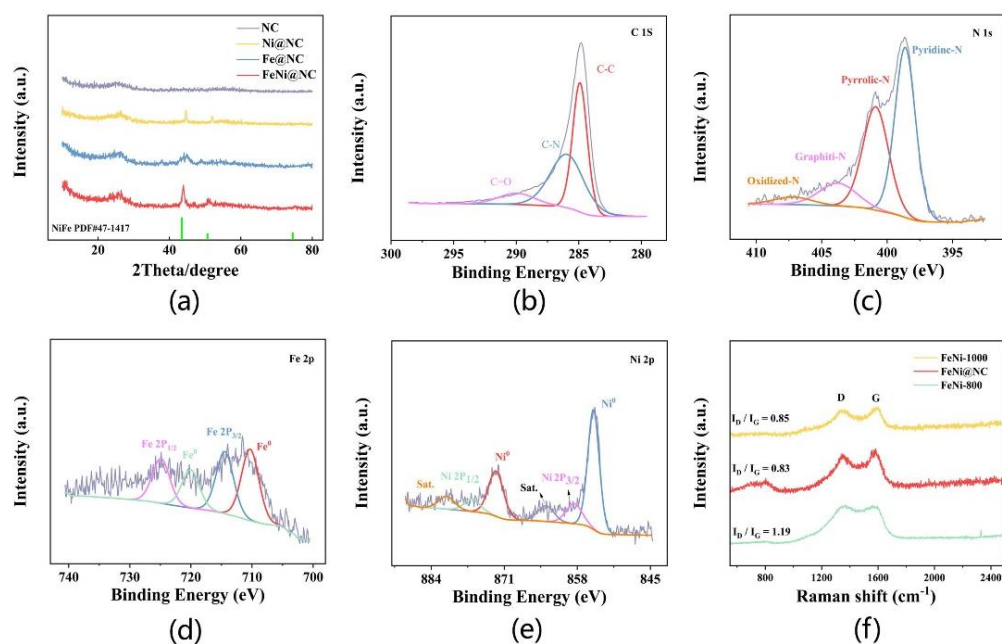 NC
Ni@NC
Fe@NC
FeNi@NC
Intensity (a.u.)
NiFe PDF#47-1417
20 40 60 80
2Theta/degree
(a)
C 1S
C-C
C-N
C=O
Intensity (a.u.)
300 295 290 285 280
Binding Energy (eV)
(b)
N 1s
Pyridinc-N
Pyrrolic-N
Graphiti-N
Oxidized-N
Intensity (a.u.)
410 405 400 395
Binding Energy (eV)
(c)
Fe 2p
Fe 2P1/2
Fe⁰
Fe 2P3/2
Fe⁰
Intensity (a.u.)
740 730 720 710 700
Binding Energy (eV)
(d)
Ni 2p
Ni⁰
Ni⁰
Sat.
Ni 2P1/2
Sat.
Ni 2P3/2
Intensity (a.u.)
884 871 858 845
Binding Energy (eV)
(e)
FeNi-1000
FeNi@NC
FeNi-800
D G
ID / IG = 0.85
ID / IG = 0.83
ID / IG = 1.19
Intensity (a.u.)
800 1200 1600 2000 2400
Raman shift (cm⁻¹)
(f)